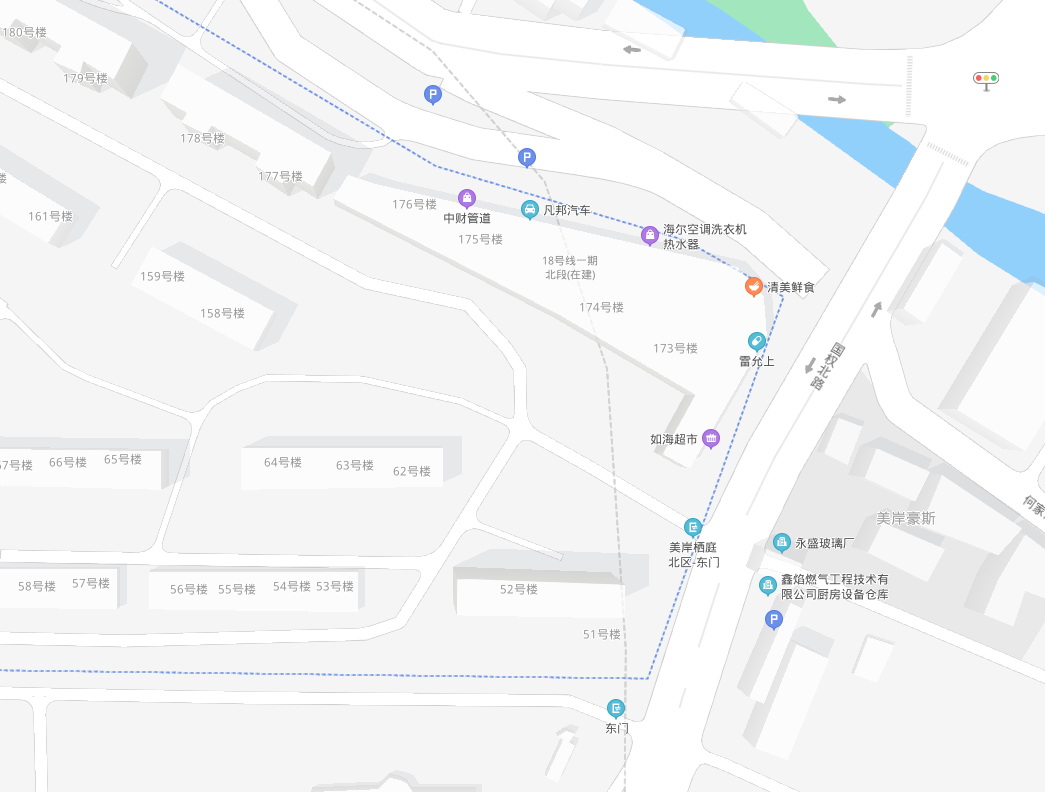 180号楼
179号楼
178号楼
177号楼
161号楼
176号楼
中财管道
凡邦汽车
175号楼
海尔空调洗衣机
热水器
18号线一期
北段(在建)
159号楼
158号楼
清美鲜食
174号楼
173号楼
雷允上
国权北路
如海超市
67号楼
66号楼
65号楼
64号楼
63号楼
62号楼
美岸豪斯
何家
美岸栖庭
北区-东门
永盛玻璃厂
鑫焰燃气工程技术有
限公司厨房设备仓库
58号楼
57号楼
56号楼
55号楼
54号楼
53号楼
52号楼
51号楼
东门
P
P
P